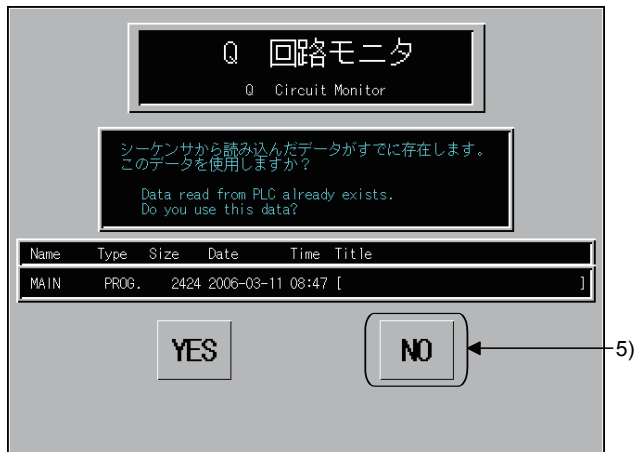 Q 回路モニタ
Q Circuit Monitor
シーケンサから読み込んだデータがすでに存在します。
このデータを使用しますか？
Data read from PLC already exists.
Do you use this data?
Name Type Size Date Time Title
MAIN PROG. 2424 2006-03-11 08:47 [ ]
YES NO 5)